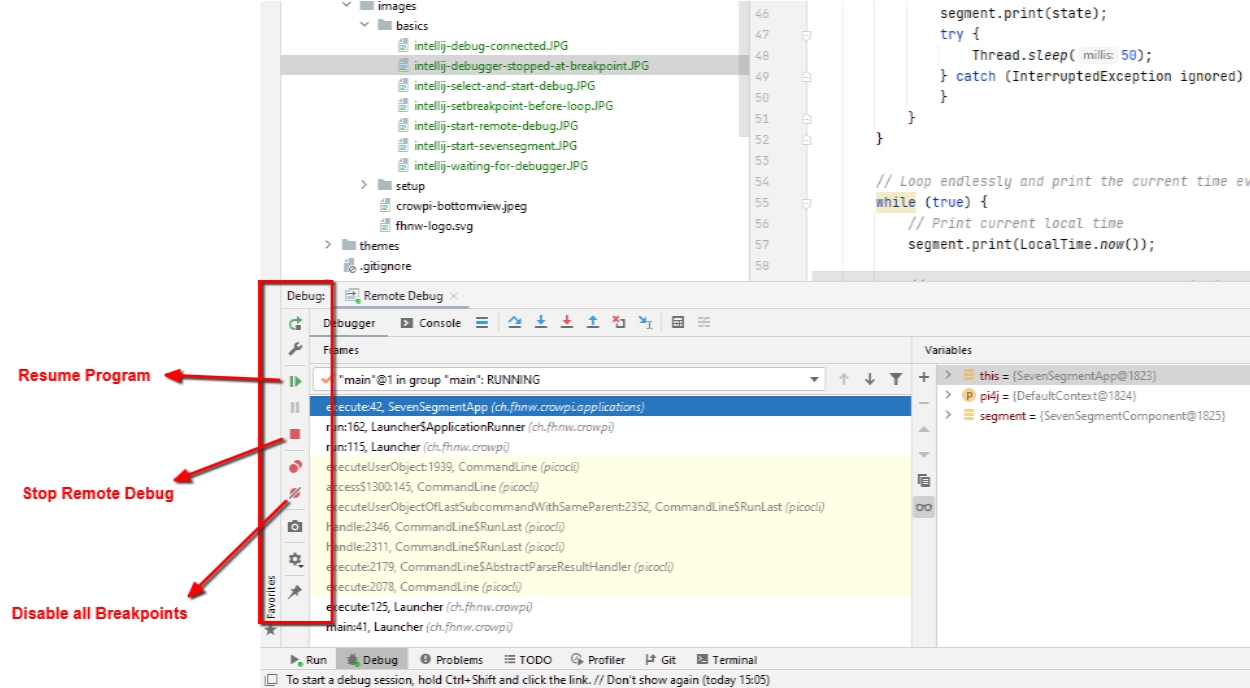 images
basics
intellij-debug-connected.JPG
intellij-debugger-stopped-at-breakpoint.JPG
intellij-select-and-start-debug.JPG
intellij-setbreakpoint-before-loop.JPG
intellij-start-remote-debug.JPG
intellij-start-sevensegment.JPG
intellij-waiting-for-debugger.JPG
setup
crowpi-bottomview.jpeg
fhnw-logo.svg
themes
.gitignore
46 segment.print(state);
47 try {
48 Thread.sleep( millis: 50);
49 } catch (InterruptedException ignored)
50 }
51 }
52 }
53
54 // Loop endlessly and print the current time ev
55 while (true) {
56 // Print current local time
57 segment.print(LocalTime.now());
58
Debug: Remote Debug
Debugger Console
Frames
"main"@1 in group "main": RUNNING
execute:42, SevenSegmentApp (ch.fhnw.crowpi.applications)
run:162, Launcher$ApplicationRunner (ch.fhnw.crowpi)
run:115, Launcher (ch.fhnw.crowpi)
executeUserObject:1939, CommandLine (picocli)
access$1300:145, CommandLine (picocli)
executeUserObjectOfLastSubcommandWithSameParent:2352, CommandLine$RunLast (picocli)
handle:2346, CommandLine$RunLast (picocli)
handle:2311, CommandLine$RunLast (picocli)
execute:2179, CommandLine$AbstractParseResultHandler (picocli)
execute:2078, CommandLine (picocli)
execute:125, Launcher (ch.fhnw.crowpi)
main:41, Launcher (ch.fhnw.crowpi)
Variables
this = {SevenSegmentApp@1823}
P pi4j = {DefaultContext@1824}
segment = {SevenSegmentComponent@1825}
Resume Program
Stop Remote Debug
Disable all Breakpoints
Favorites
Run Debug Problems TODO Profiler Git Terminal
To start a debug session, hold Ctrl+Shift and click the link. // Don't show again (today 15:05)